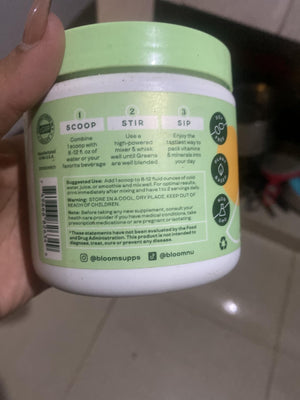 1 2 3
SCOOP STIR SIP
Combine
1 scoop with
8-12 fl oz of
water or your
favorite beverage
Use a
high-powered
mixer & whisk
well until Greens
are well blended.
Enjoy the
tastiest way to
pack vitamins
& minerals into
your day
Suggested Use: Add 1 scoop to 8-12 fluid ounces of cold
water, juice, or smoothie and mix well. For optimal results,
drink immediately after mixing and have 1 to 2 servings daily.
Warning: STORE IN A COOL, DRY PLACE. KEEP OUT OF
REACH OF CHILDREN.
Note: Before taking any new supplement, consult your
health care provider if you have medical conditions, take
prescription medications or are pregnant or lactating.
*These statements have not been evaluated by the Food
and Drug Administration. This product is not intended to
diagnose, treat, cure or prevent any disease.
@bloomsupps @bloomnu